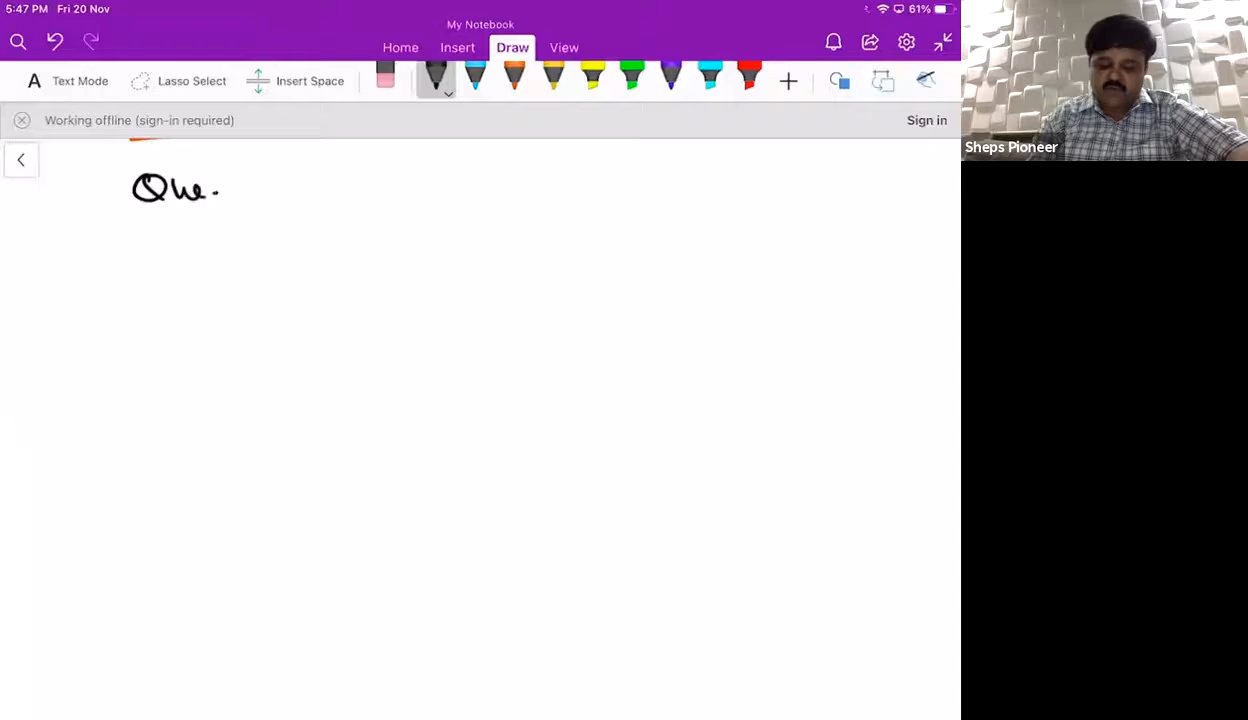 5:47 PM Fri 20 Nov
61%
My Notebook
Home Insert Draw View
A Text Mode Lasso Select Insert Space
Working offline (sign-in required) Sign in
Que.
Sheps Pioneer